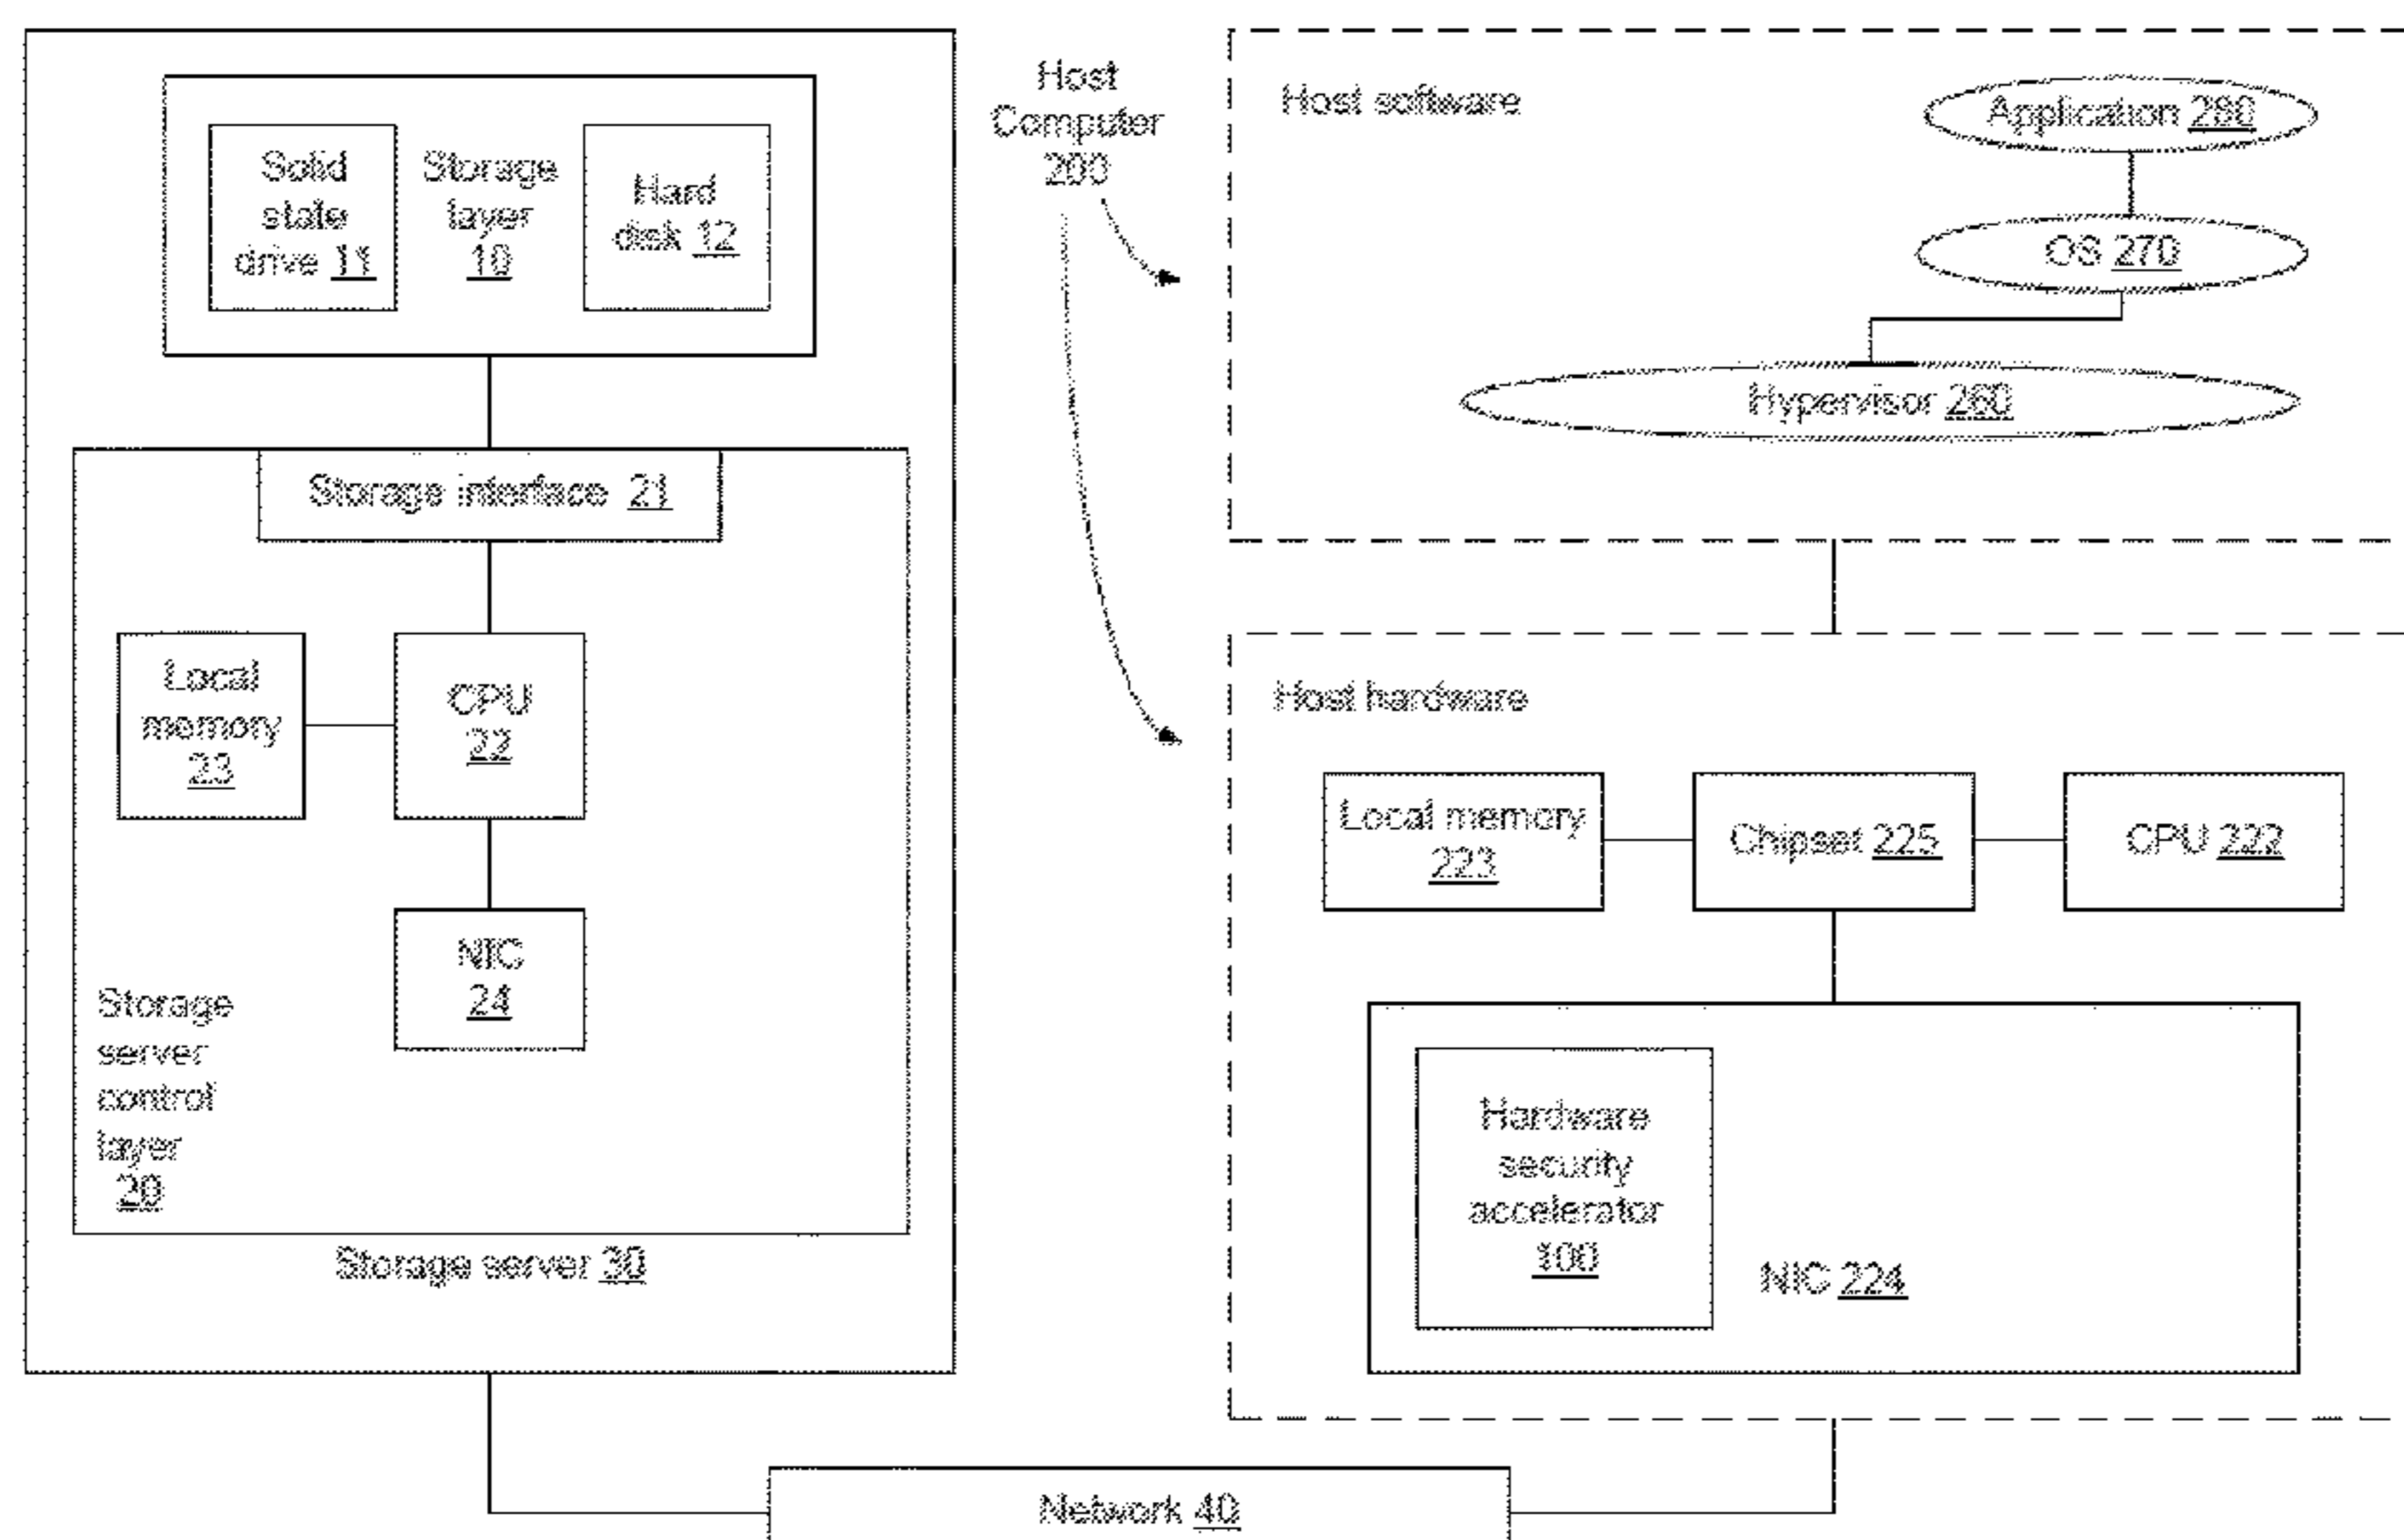 Solid
state
drive 11
Storage
layer
10
Hard
disk 12
Storage interface 21
Local
memory
23
CPU
22
NIC
24
Storage
server
control
layer
20
Storage server 30
Host
Computer
200
Host software
Application 280
OS 270
Hypervisor 260
Host hardware
Local memory
223
Chipset 225
CPU 222
Hardware
security
accelerator
100
NIC 224
Network 40